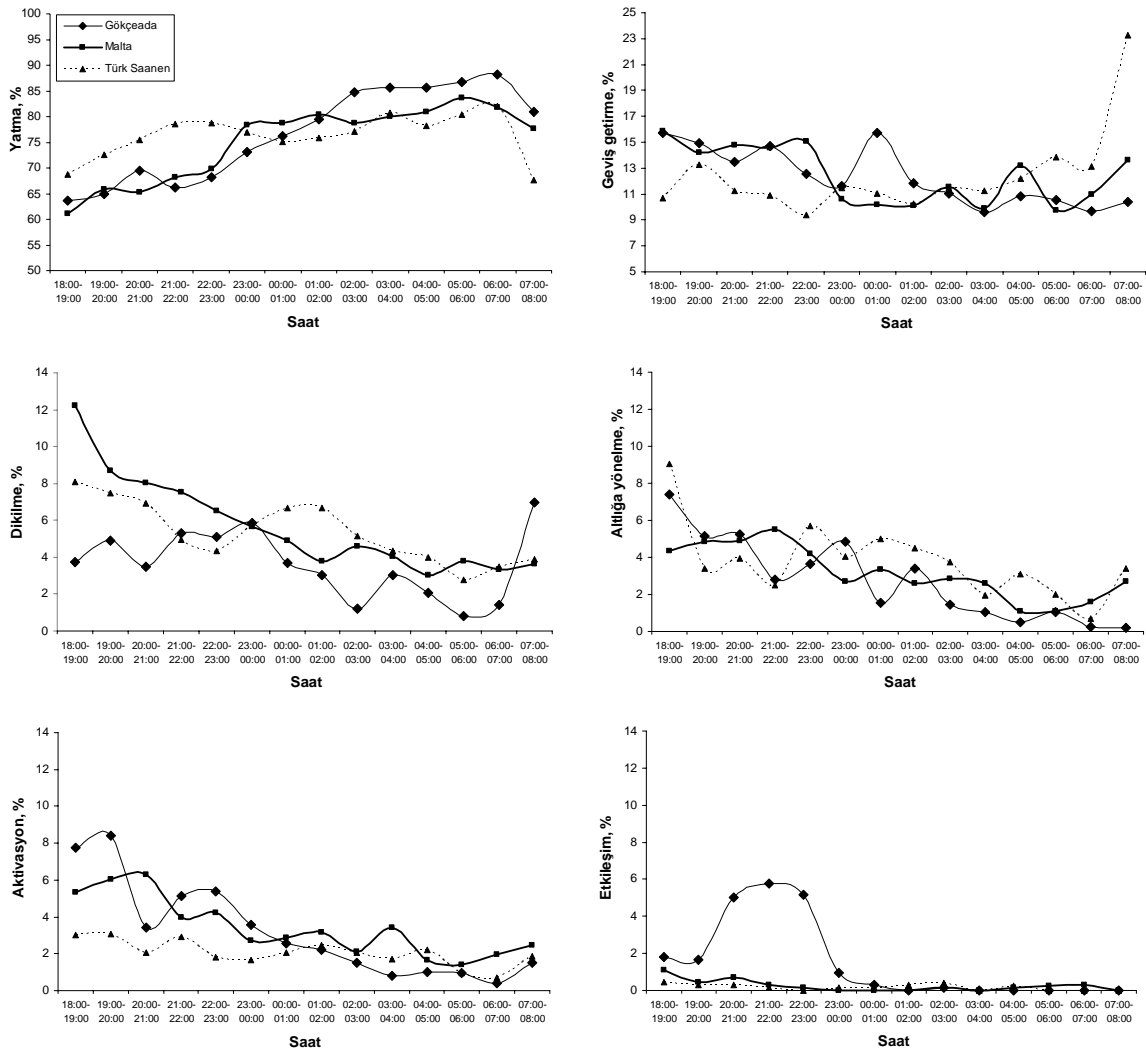 Gökçeada
Malta
Türk Saanen
100
95
90
85
80
75
70
65
60
55
50
Yatma, %
18:00- 19:00- 20:00- 21:00- 22:00- 23:00- 00:00- 01:00- 02:00- 03:00- 04:00- 05:00- 06:00- 07:00-
19:00 20:00 21:00 22:00 23:00 00:00 01:00 02:00 03:00 04:00 05:00 06:00 07:00 08:00
Saat
25
23
21
19
17
15
13
11
9
7
5
Geviş getirme, %
18:00- 19:00- 20:00- 21:00- 22:00- 23:00- 00:00- 01:00- 02:00- 03:00- 04:00- 05:00- 06:00- 07:00-
19:00 20:00 21:00 22:00 23:00 00:00 01:00 02:00 03:00 04:00 05:00 06:00 07:00 08:00
Saat
14
12
10
8
6
4
2
0
Dikilme, %
18:00- 19:00- 20:00- 21:00- 22:00- 23:00- 00:00- 01:00- 02:00- 03:00- 04:00- 05:00- 06:00- 07:00-
19:00 20:00 21:00 22:00 23:00 00:00 01:00 02:00 03:00 04:00 05:00 06:00 07:00 08:00
Saat
14
12
10
8
6
4
2
0
Altlığa yönelme, %
18:00- 19:00- 20:00- 21:00- 22:00- 23:00- 00:00- 01:00- 02:00- 03:00- 04:00- 05:00- 06:00- 07:00-
19:00 20:00 21:00 22:00 23:00 00:00 01:00 02:00 03:00 04:00 05:00 06:00 07:00 08:00
Saat
14
12
10
8
6
4
2
0
Aktivasyon, %
18:00- 19:00- 20:00- 21:00- 22:00- 23:00- 00:00- 01:00- 02:00- 03:00- 04:00- 05:00- 06:00- 07:00-
19:00 20:00 21:00 22:00 23:00 00:00 01:00 02:00 03:00 04:00 05:00 06:00 07:00 08:00
Saat
14
12
10
8
6
4
2
0
Etkileşim, %
18:00- 19:00- 20:00- 21:00- 22:00- 23:00- 00:00- 01:00- 02:00- 03:00- 04:00- 05:00- 06:00- 07:00-
19:00 20:00 21:00 22:00 23:00 00:00 01:00 02:00 03:00 04:00 05:00 06:00 07:00 08:00
Saat